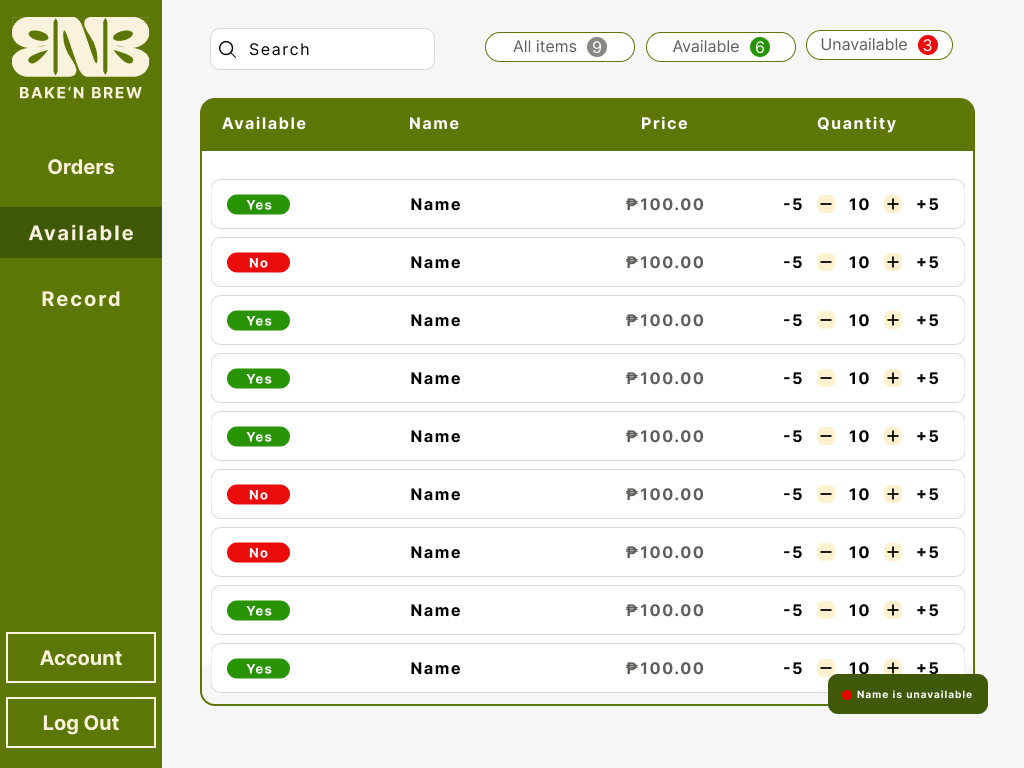 BNB
BAKE'N BREW
Orders
Available
Record
Account
Log Out
Search
All items 9
Available 6
Unavailable 3
Available Name Price Quantity
Yes Name ₱100.00 -5 − 10 + +5
No Name ₱100.00 -5 − 10 + +5
Yes Name ₱100.00 -5 − 10 + +5
Yes Name ₱100.00 -5 − 10 + +5
Yes Name ₱100.00 -5 − 10 + +5
No Name ₱100.00 -5 − 10 + +5
No Name ₱100.00 -5 − 10 + +5
Yes Name ₱100.00 -5 − 10 + +5
Yes Name ₱100.00 -5 − 10 + +5
Name is unavailable